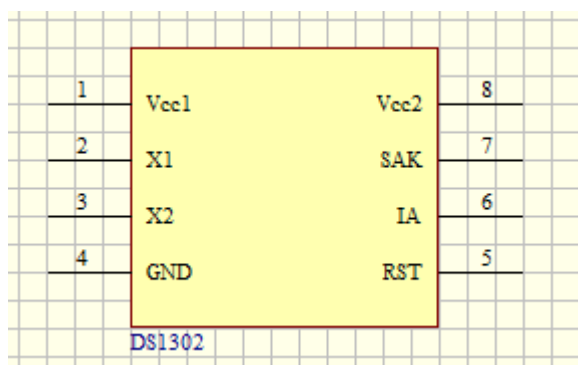 1 Vcc1 Vcc2 8
2 X1 SAK 7
3 X2 IA 6
4 GND RST 5
DS1302